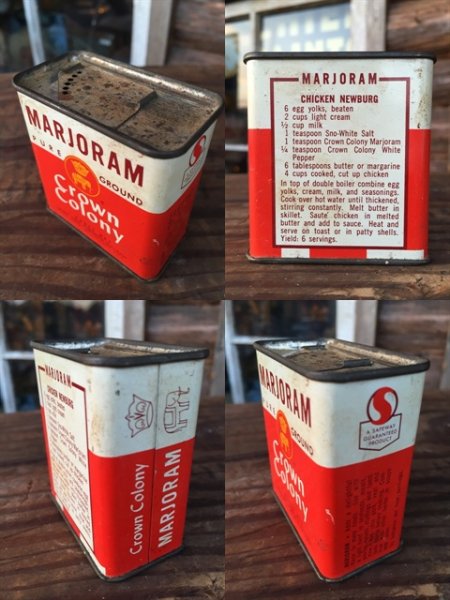 MARJORAM
PURE
GROUND
Crown
Colony
MARJORAM
CHICKEN NEWBURG
6 egg yolks, beaten
2 cups light cream
½ cup milk
1 teaspoon Sno-White Salt
1 teaspoon Crown Colony Marjoram
¼ teaspoon Crown Colony White
Pepper
6 tablespoons butter or margarine
4 cups cooked, cut up chicken
In top of double boiler combine egg
yolks, cream, milk, and seasonings.
Cook over hot water until thickened,
stirring constantly. Melt butter in
skillet. Saute chicken in melted
butter and add to sauce. Heat and
serve on toast or in patty shells.
Yield: 6 servings.
MARJORAM
CHICKEN NEWBURG
Crown Colony
MARJORAM
MARJORAM
PURE
GROUND
Crown
Colony
S
A SAFEWAY
GUARANTEED
PRODUCT